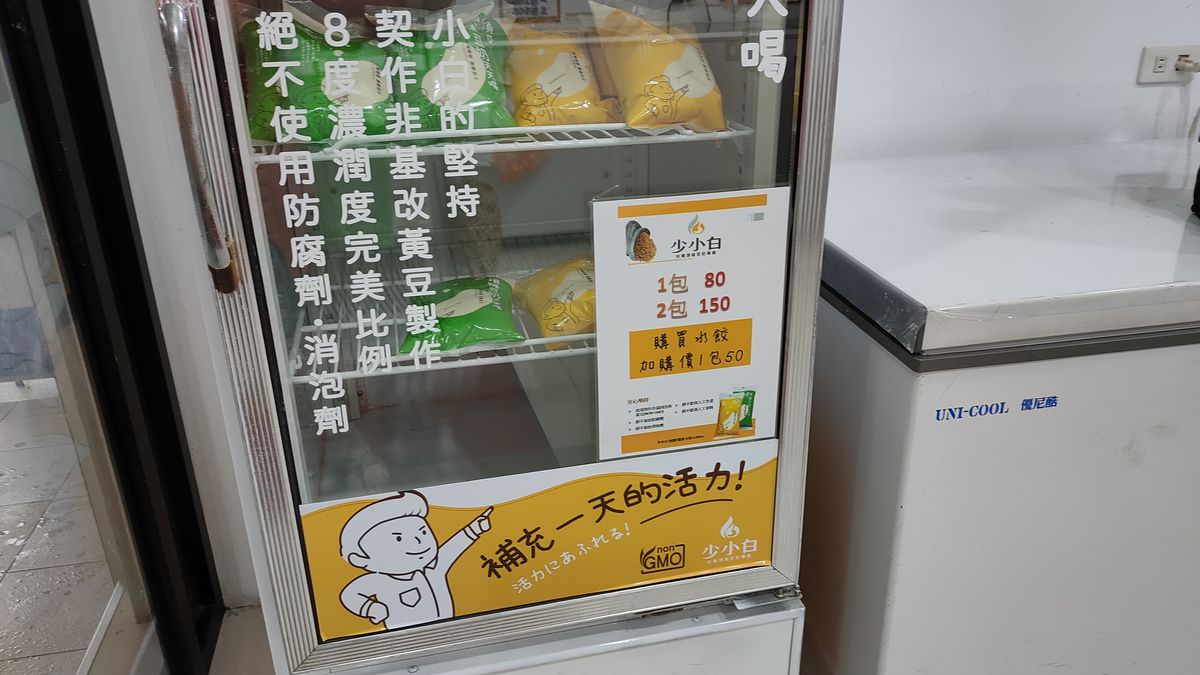 喝
小白的堅持
契作非基改黃豆製作
8度濃潤度完美比例
絕不使用防腐劑·消泡劑
少小白
1包 80
2包 150
購買水餃
加購價1包50
補充一天的活力!
活力にあふれる!
non
GMO
少小白
UNI-COOL 優尼酷